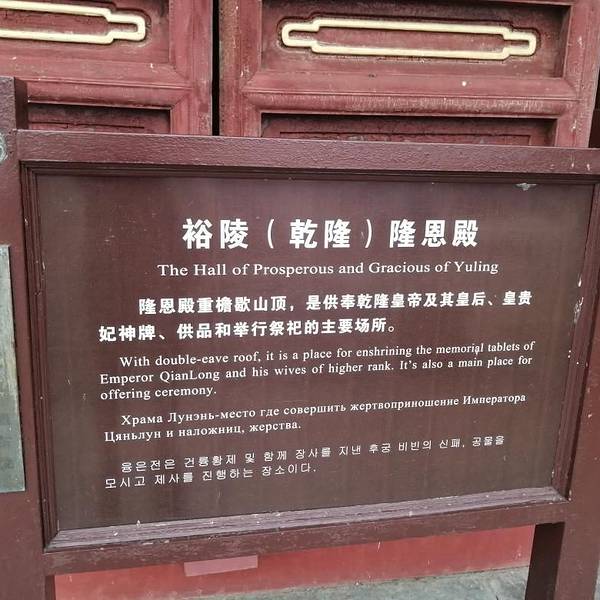 裕陵（乾隆）隆恩殿
The Hall of Prosperous and Gracious of Yuling
隆恩殿重檐歇山顶，是供奉乾隆皇帝及其皇后、皇贵
妃神牌、供品和举行祭祀的主要场所。
With double-eave roof, it is a place for enshrining the memorial tablets of
Emperor QianLong and his wives of higher rank. It's also a main place for
offering ceremony.
Храма Лунэнь-место где совершить жертвоприношение Императора
Цяньлун и наложниц, жерства.
융은전은 건륭황제 및 함께 장사를 지낸 후궁 비빈의 신패, 공물을
모시고 제사를 진행하는 장소이다.